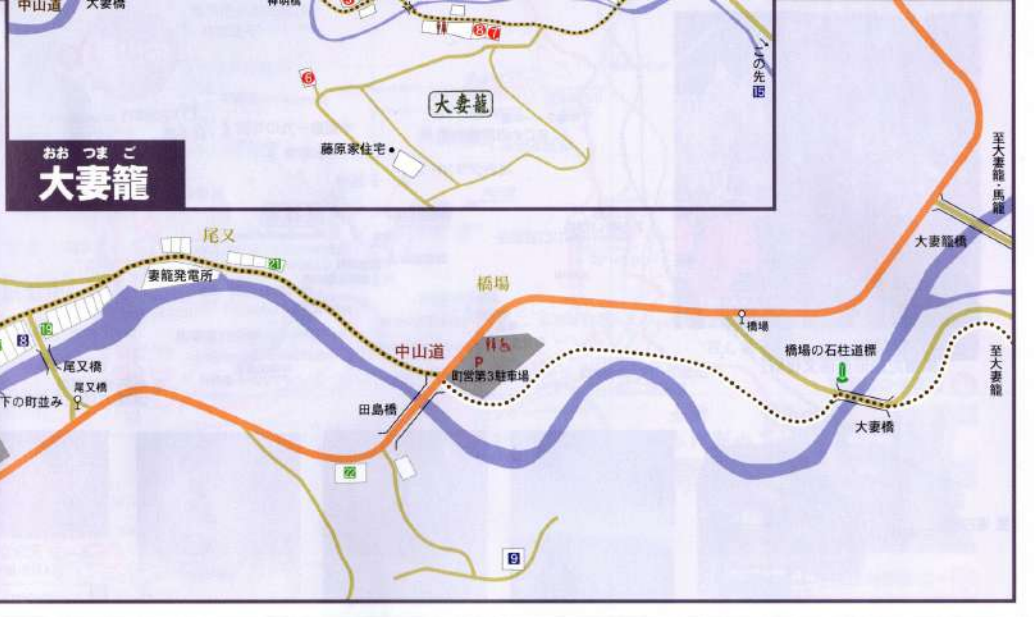 中山道
大妻橋
神明橋
5
8 7
6
この先 15
大妻籠
藤原家住宅
おお つま ご
大妻籠
至大妻籠・馬籠
大妻籠橋
尾又
21
妻籠発電所
橋場
橋場
19
8
尾又橋
尾又橋
下の町並み
中山道
P
町営第3駐車場
田島橋
橋場の石柱道標
至大妻籠
大妻橋
22
9